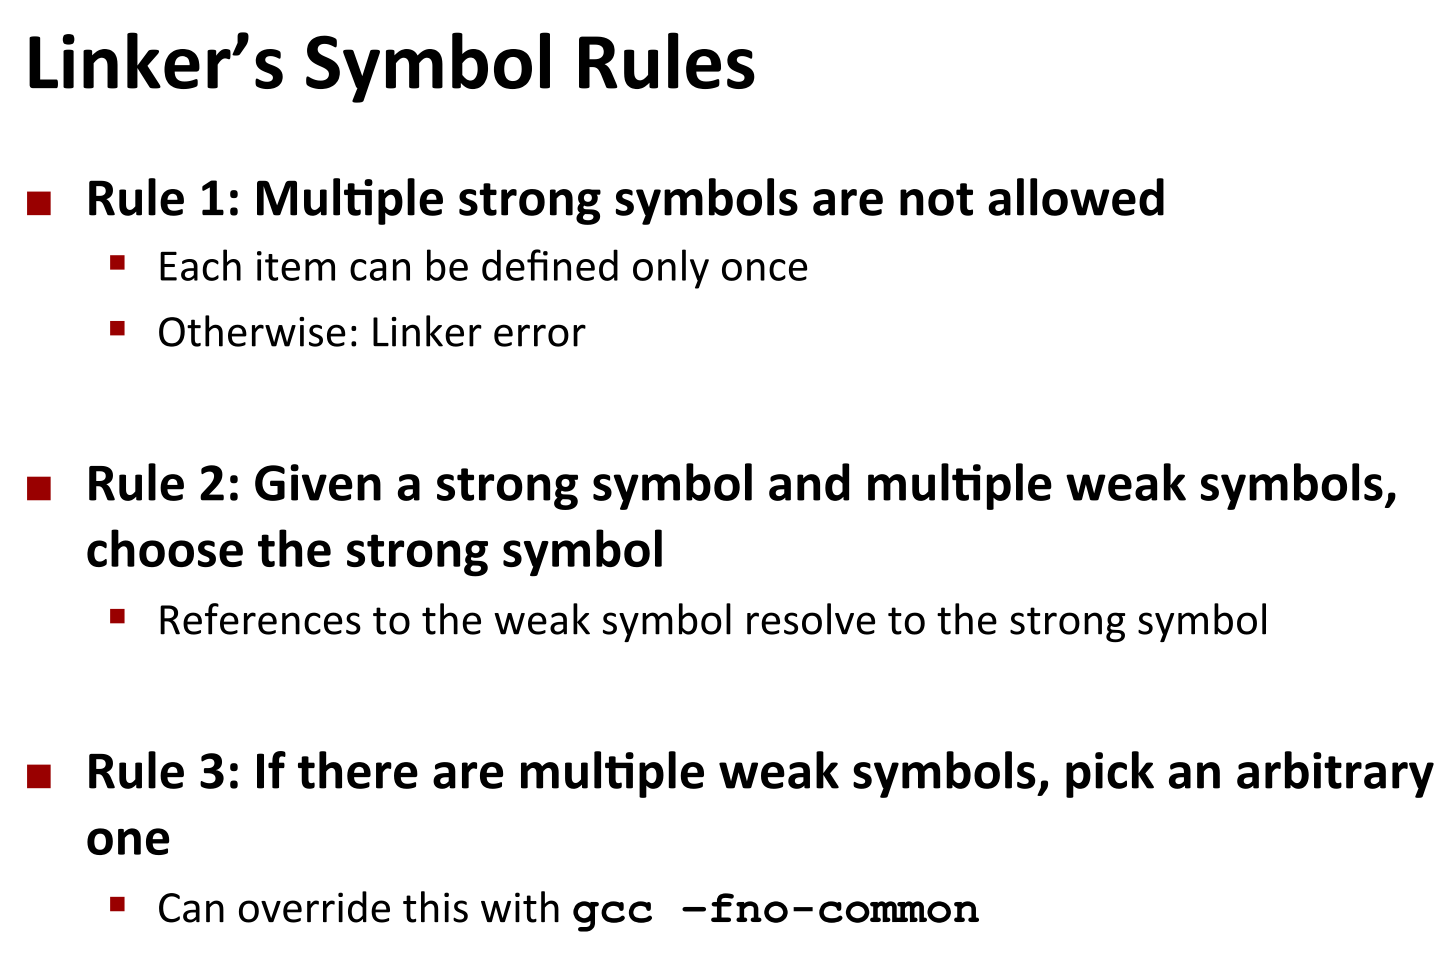 Linker’s Symbol Rules
Rule 1: Multiple strong symbols are not allowed
Each item can be defined only once
Otherwise: Linker error
Rule 2: Given a strong symbol and multiple weak symbols,
choose the strong symbol
References to the weak symbol resolve to the strong symbol
Rule 3: If there are multiple weak symbols, pick an arbitrary
one
Can override this with gcc –fno-common